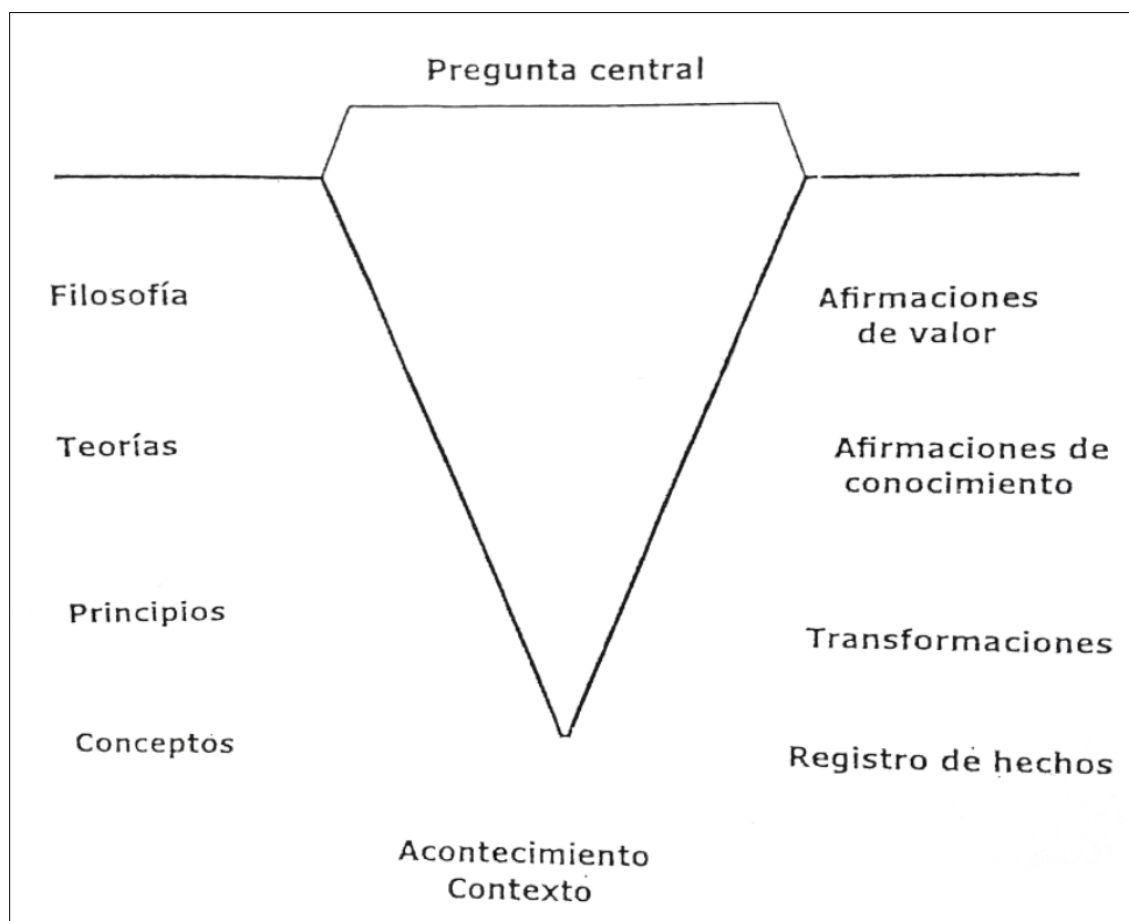 Pregunta central
Filosofía
Afirmaciones
de valor
Teorías
Afirmaciones de
conocimiento
Principios
Transformaciones
Conceptos
Registro de hechos
Acontecimiento
Contexto